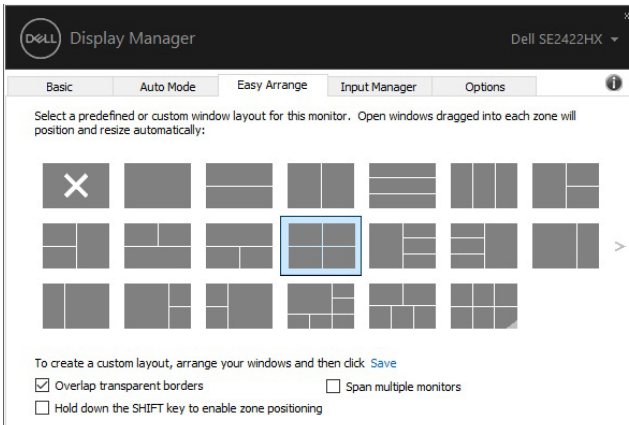 DELL Display Manager
Dell SE2422HX
Basic Auto Mode Easy Arrange Input Manager Options
Select a predefined or custom window layout for this monitor. Open windows dragged into each zone will
position and resize automatically:
To create a custom layout, arrange your windows and then click Save
Overlap transparent borders
Span multiple monitors
Hold down the SHIFT key to enable zone positioning